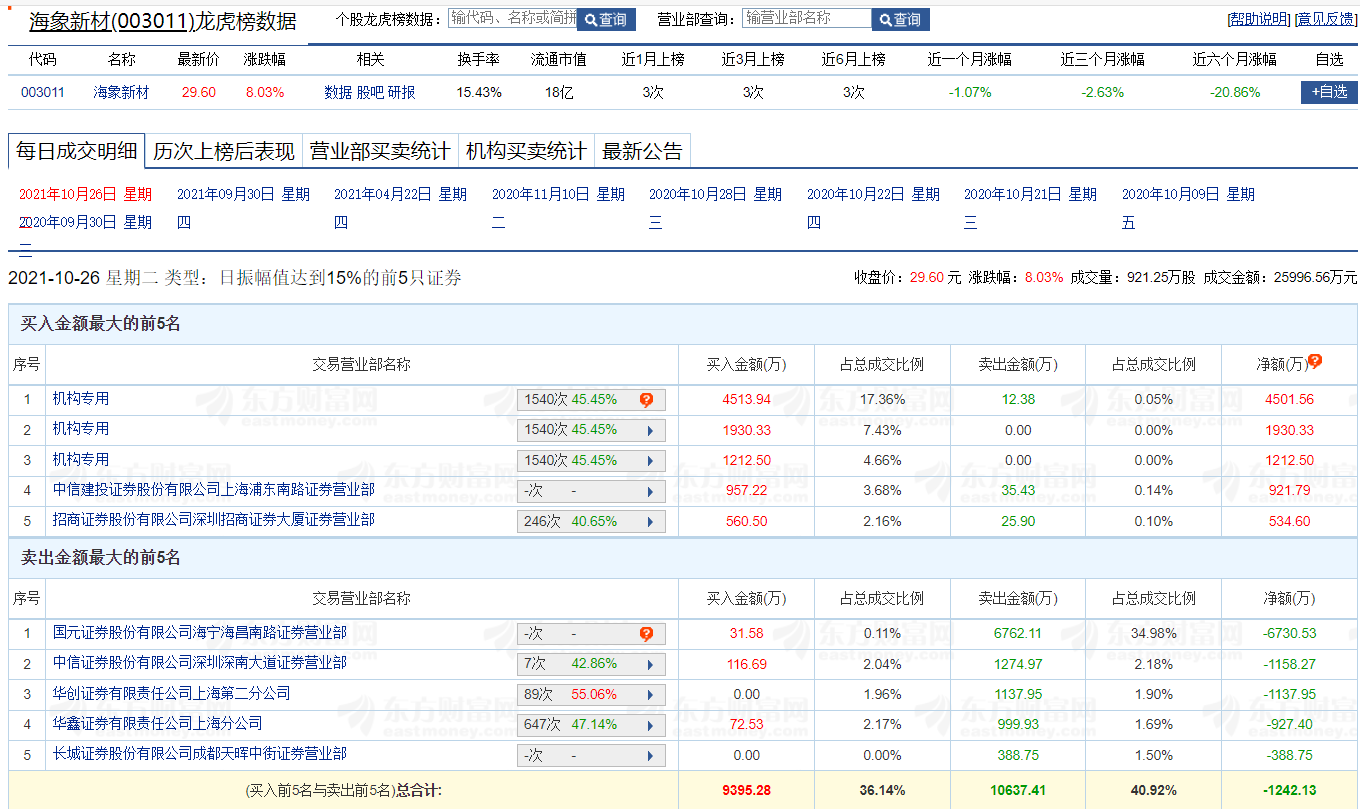 海象新材(003011)龙虎榜数据 个股龙虎榜数据： 输代码、名称或简拼 查询 营业部查询： 输营业部名称 查询 [帮助说明] [意见反馈]
代码 名称 最新价 涨跌幅 相关 换手率 流通市值 近1月上榜 近3月上榜 近6月上榜 近一个月涨幅 近三个月涨幅 近六个月涨幅 自选
003011 海象新材 29.60 8.03% 数据 股吧 研报 15.43% 18亿 3次 3次 3次 -1.07% -2.63% -20.86% +自选
每日成交明细 历次上榜后表现 营业部买卖统计 机构买卖统计 最新公告
2021年10月26日 星期 2021年09月30日 星期 2021年04月22日 星期 2020年11月10日 星期 2020年10月28日 星期 2020年10月22日 星期 2020年10月21日 星期 2020年10月09日 星期
2020年09月30日 星期 四 四 二 三 四 三 五
三
2021-10-26 星期二 类型：日振幅值达到15%的前5只证券 收盘价：29.60 元 涨跌幅：8.03% 成交量：921.25万股 成交金额：25996.56万元
买入金额最大的前5名
序号 交易营业部名称 买入金额(万) 占总成交比例 卖出金额(万) 占总成交比例 净额(万)
1 机构专用 1540次 45.45% 4513.94 17.36% 12.38 0.05% 4501.56
2 机构专用 1540次 45.45% 1930.33 7.43% 0.00 0.00% 1930.33
3 机构专用 1540次 45.45% 1212.50 4.66% 0.00 0.00% 1212.50
4 中信建投证券股份有限公司上海浦东南路证券营业部 -次 - 957.22 3.68% 35.43 0.14% 921.79
5 招商证券股份有限公司深圳招商证券大厦证券营业部 246次 40.65% 560.50 2.16% 25.90 0.10% 534.60
卖出金额最大的前5名
序号 交易营业部名称 买入金额(万) 占总成交比例 卖出金额(万) 占总成交比例 净额(万)
1 国元证券股份有限公司海宁海昌南路证券营业部 -次 - 31.58 0.11% 6762.11 34.98% -6730.53
2 中信证券股份有限公司深圳深南大道证券营业部 7次 42.86% 116.69 2.04% 1274.97 2.18% -1158.27
3 华创证券有限责任公司上海第二分公司 89次 55.06% 0.00 1.96% 1137.95 1.90% -1137.95
4 华鑫证券有限责任公司上海分公司 647次 47.14% 72.53 2.17% 999.93 1.69% -927.40
5 长城证券股份有限公司成都天晖中街证券营业部 -次 - 0.00 0.00% 388.75 1.50% -388.75
(买入前5名与卖出前5名)总合计: 9395.28 36.14% 10637.41 40.92% -1242.13
东方财富网
eastmoney.com